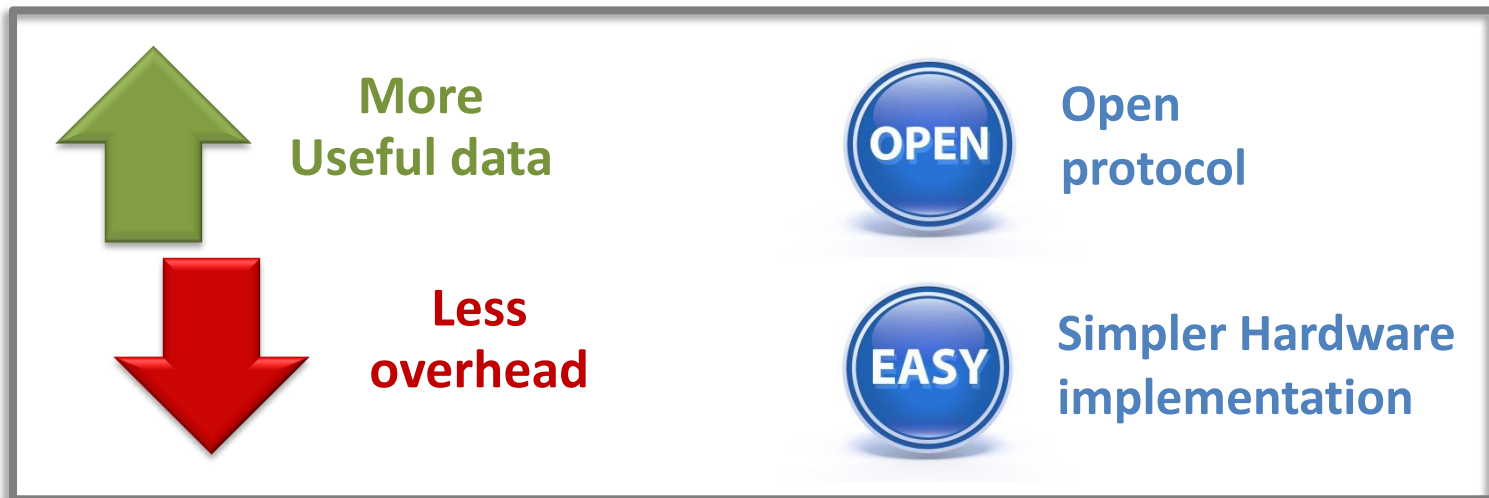 More
Useful data
Less
overhead
OPEN
Open
protocol
EASY
Simpler Hardware
implementation